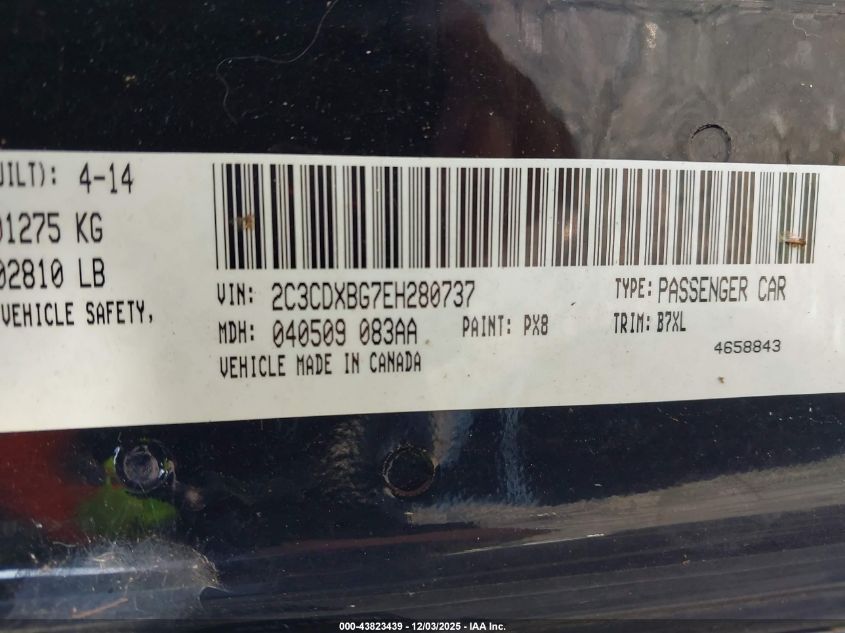 UILT): 4-14
01275 KG
02810 LB
VEHICLE SAFETY,
VIN: 2C3CDXBG7EH280737
TYPE: PASSENGER CAR
MDH: 040509 083AA
PAINT: PX8
TRIM: B7XL
VEHICLE MADE IN CANADA
4658843
000-43823439 - 12/03/2025 - IAA Inc.